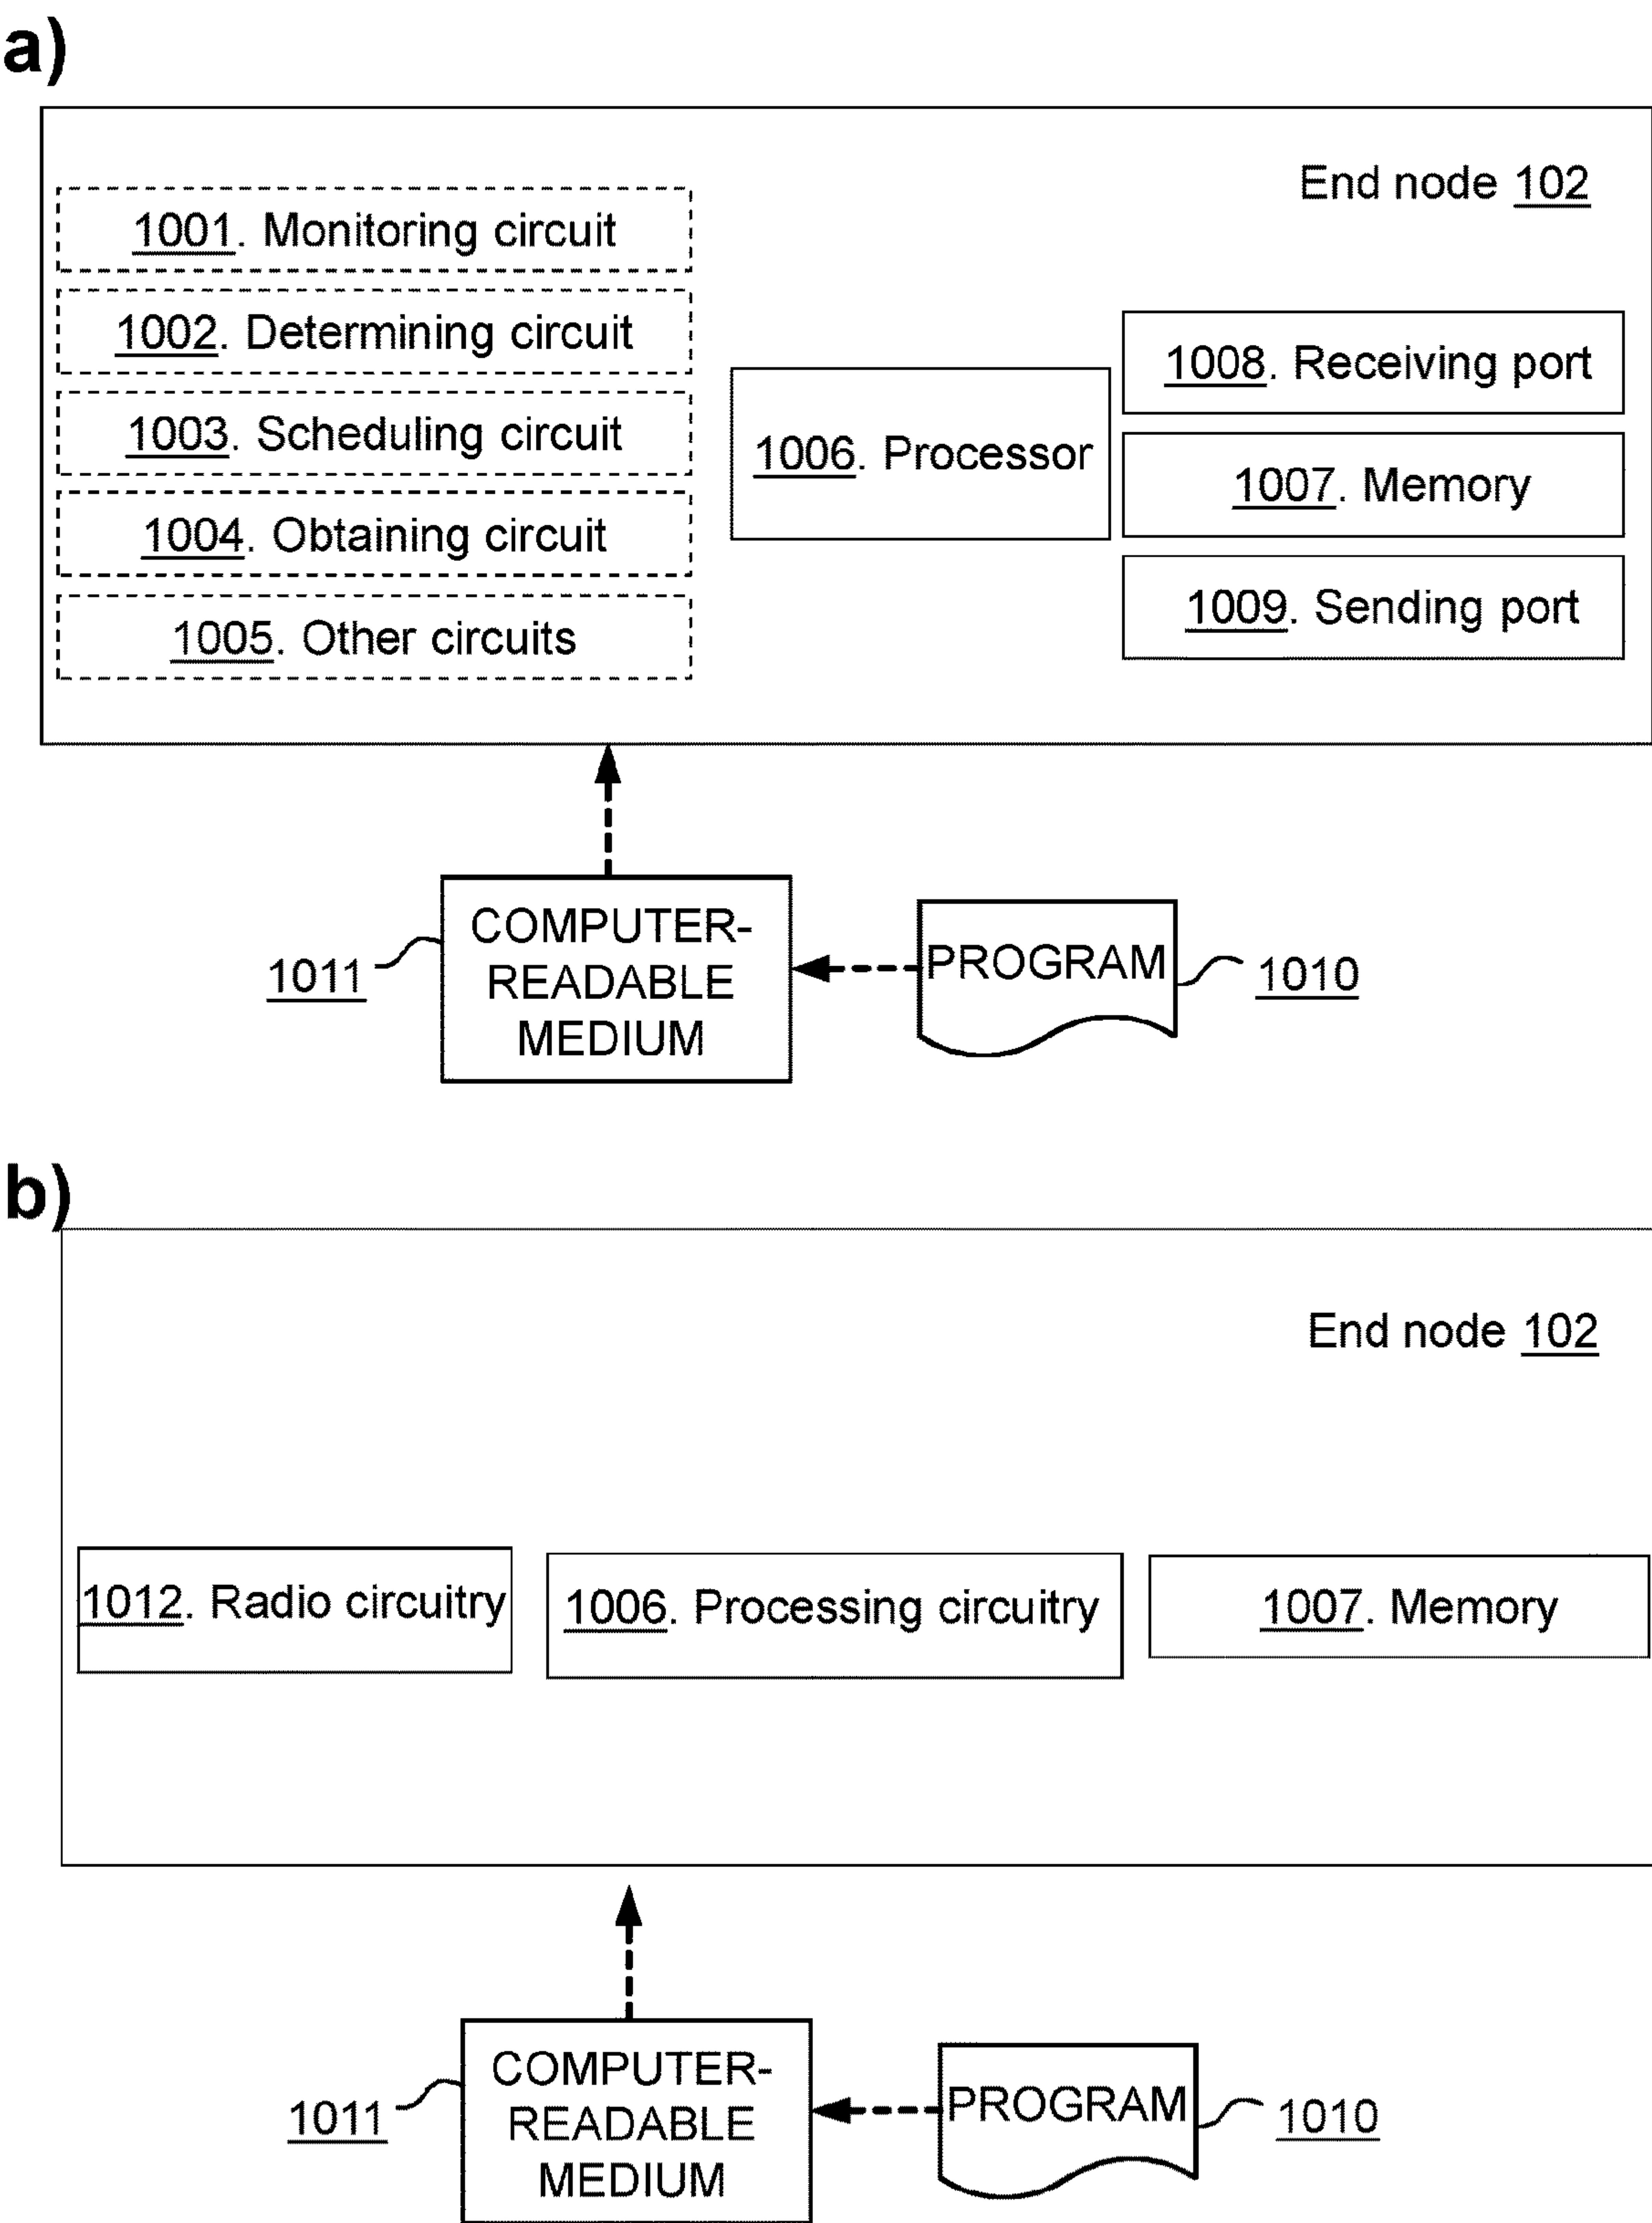 a)
End node 102
1001. Monitoring circuit
1002. Determining circuit
1003. Scheduling circuit
1004. Obtaining circuit
1005. Other circuits
1006. Processor
1008. Receiving port
1007. Memory
1009. Sending port
COMPUTER-
READABLE
MEDIUM
1011
PROGRAM
1010
b)
End node 102
1012. Radio circuitry
1006. Processing circuitry
1007. Memory
COMPUTER-
READABLE
MEDIUM
1011
PROGRAM
1010